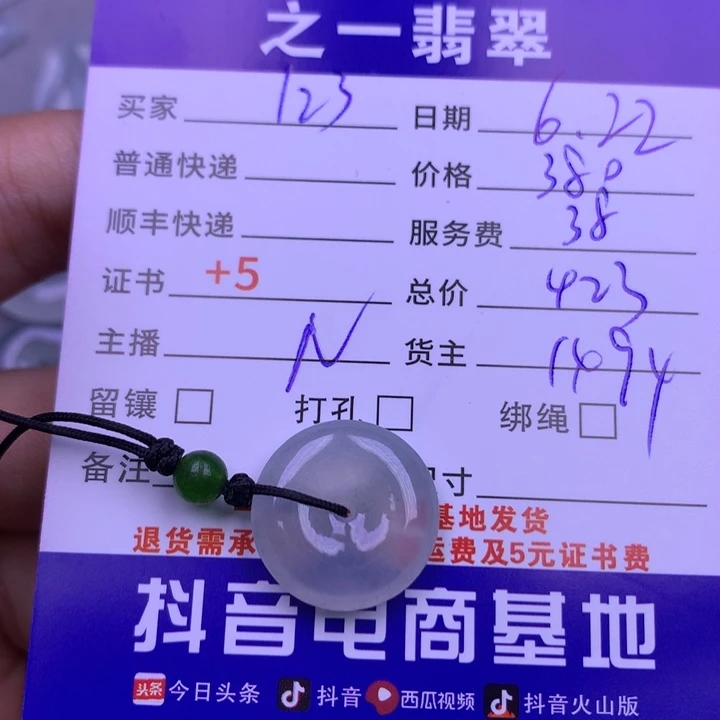 之一翡翠
买家 123 日期 6.22
普通快递 价格 380
顺丰快递 服务费 38
证书 +5 总价 423
主播 N 货主 1494
留镶 打孔 绑绳
备注 寸
基地发货
退货需承 运费及5元证书费
抖音电商基地
头条 今日头条 抖音 西瓜视频 抖音火山版